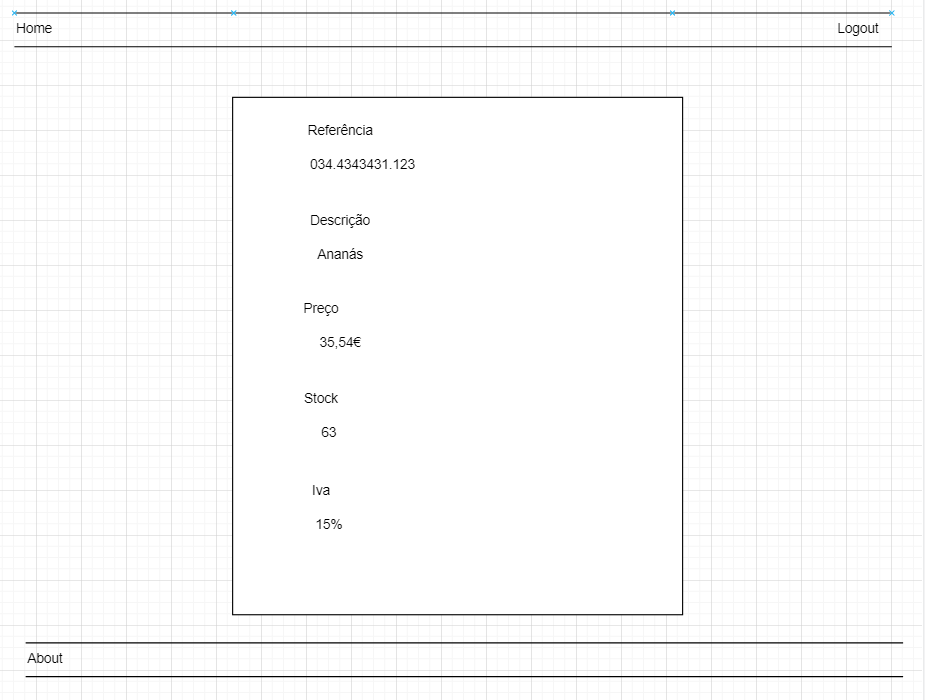 Home
Logout
Referência
034.4343431.123
Descrição
Ananás
Preço
35,54€
Stock
63
Iva
15%
About